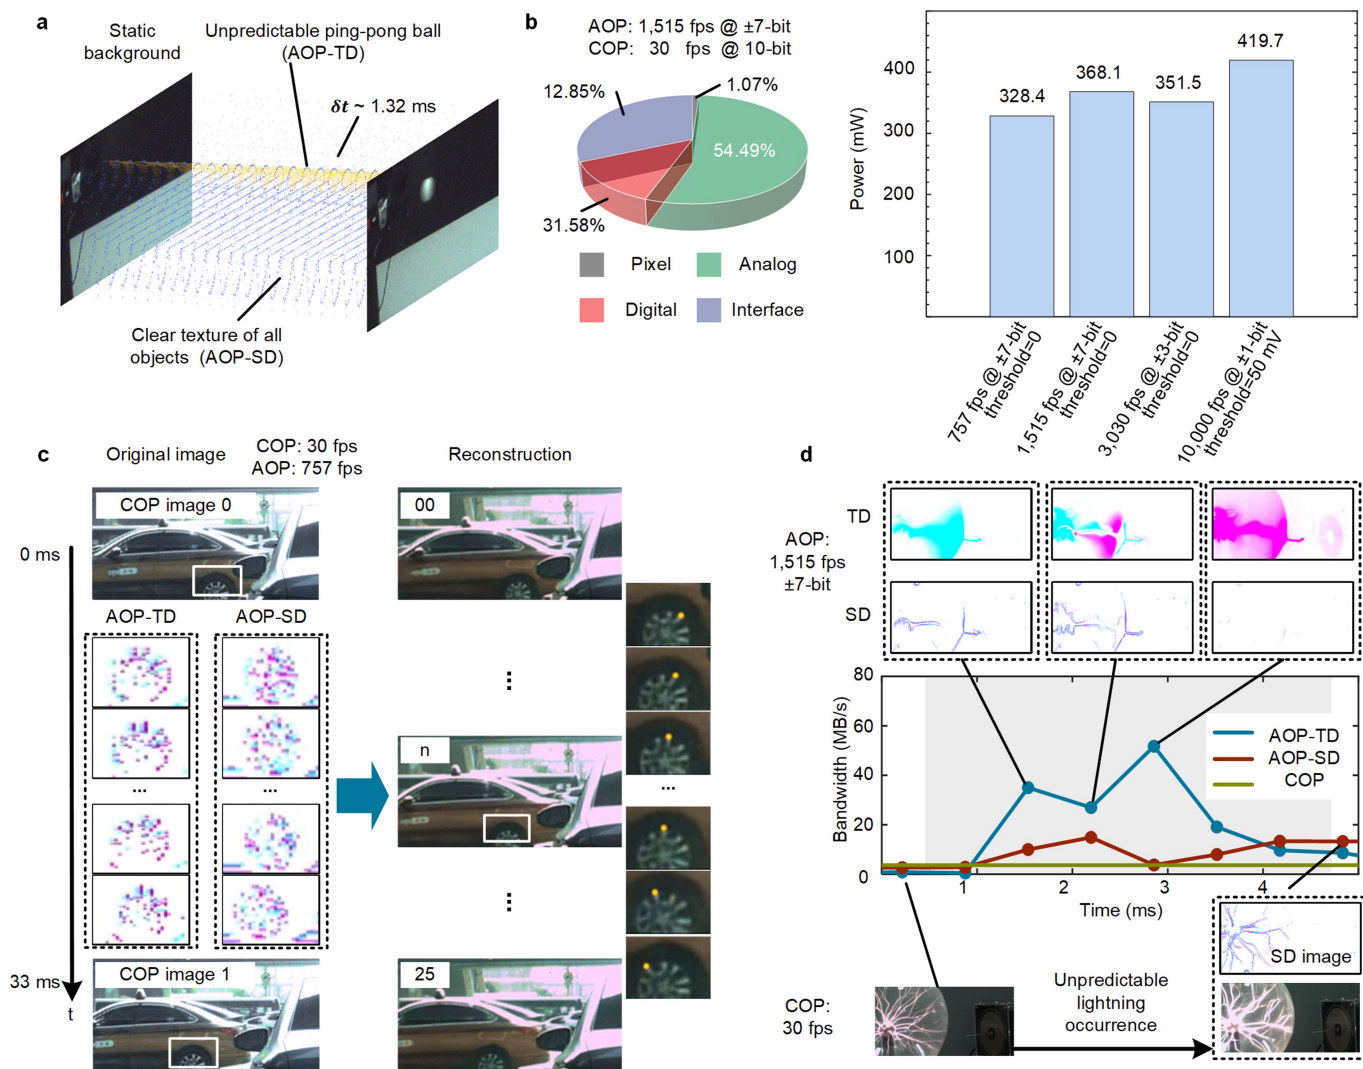 a
Static
background
Unpredictable ping-pong ball
(AOP-TD)
δt ~ 1.32 ms
Clear texture of all
objects (AOP-SD)
b
AOP: 1,515 fps @ ±7-bit
COP: 30 fps @ 10-bit
12.85%
1.07%
54.49%
31.58%
Pixel
Analog
Digital
Interface
Power (mW)
400
300
200
100
328.4
368.1
351.5
419.7
757 fps @ ±7-bit
threshold=0
1,515 fps @ ±7-bit
threshold=0
3,030 fps @ ±3-bit
threshold=0
10,000 fps @ ±1-bit
threshold=50 mV
c
Original image
COP: 30 fps
AOP: 757 fps
Reconstruction
COP image 0
00
0 ms
AOP-TD
AOP-SD
...
n
...
33 ms
t
COP image 1
25
d
AOP:
1,515 fps
±7-bit
TD
SD
Bandwidth (MB/s)
80
60
40
20
0
AOP-TD
AOP-SD
COP
1
2
3
4
Time (ms)
SD image
COP:
30 fps
Unpredictable
lightning
occurrence